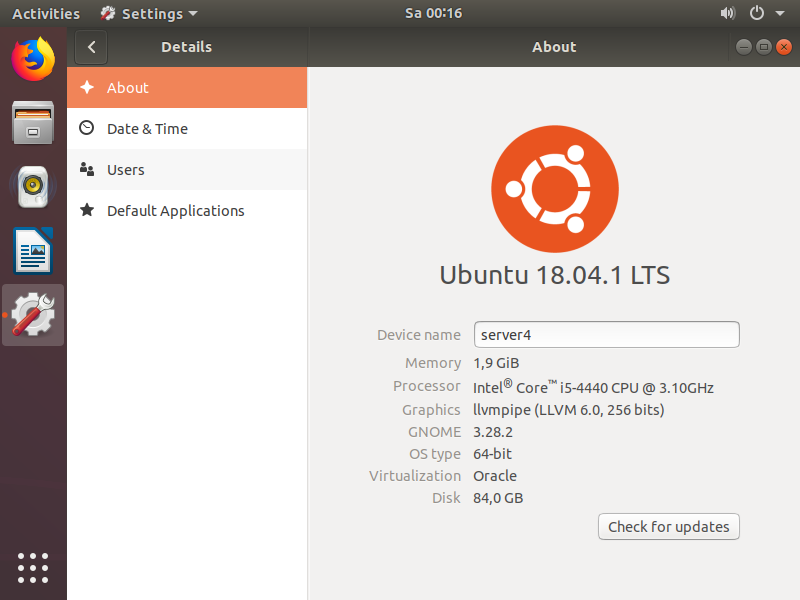 Activities Settings Sa 00:16
Details About
About
Date & Time
Users
Default Applications
Ubuntu 18.04.1 LTS
Device name server4
Memory 1,9 GiB
Processor Intel® Core™ i5-4440 CPU @ 3.10GHz
Graphics llvmpipe (LLVM 6.0, 256 bits)
GNOME 3.28.2
OS type 64-bit
Virtualization Oracle
Disk 84,0 GB
Check for updates